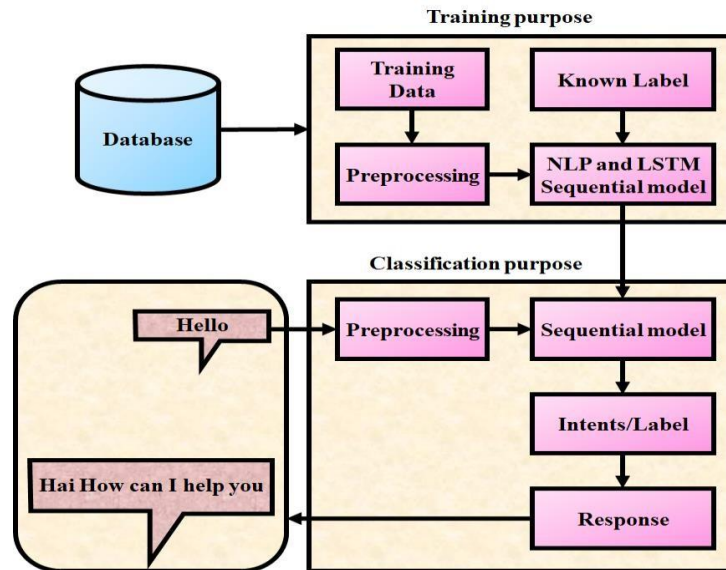 Training purpose
Training
Data
Known Label
Database
Preprocessing
NLP and LSTM
Sequential model
Classification purpose
Hello
Preprocessing
Sequential model
Intents/Label
Hai How can I help you
Response